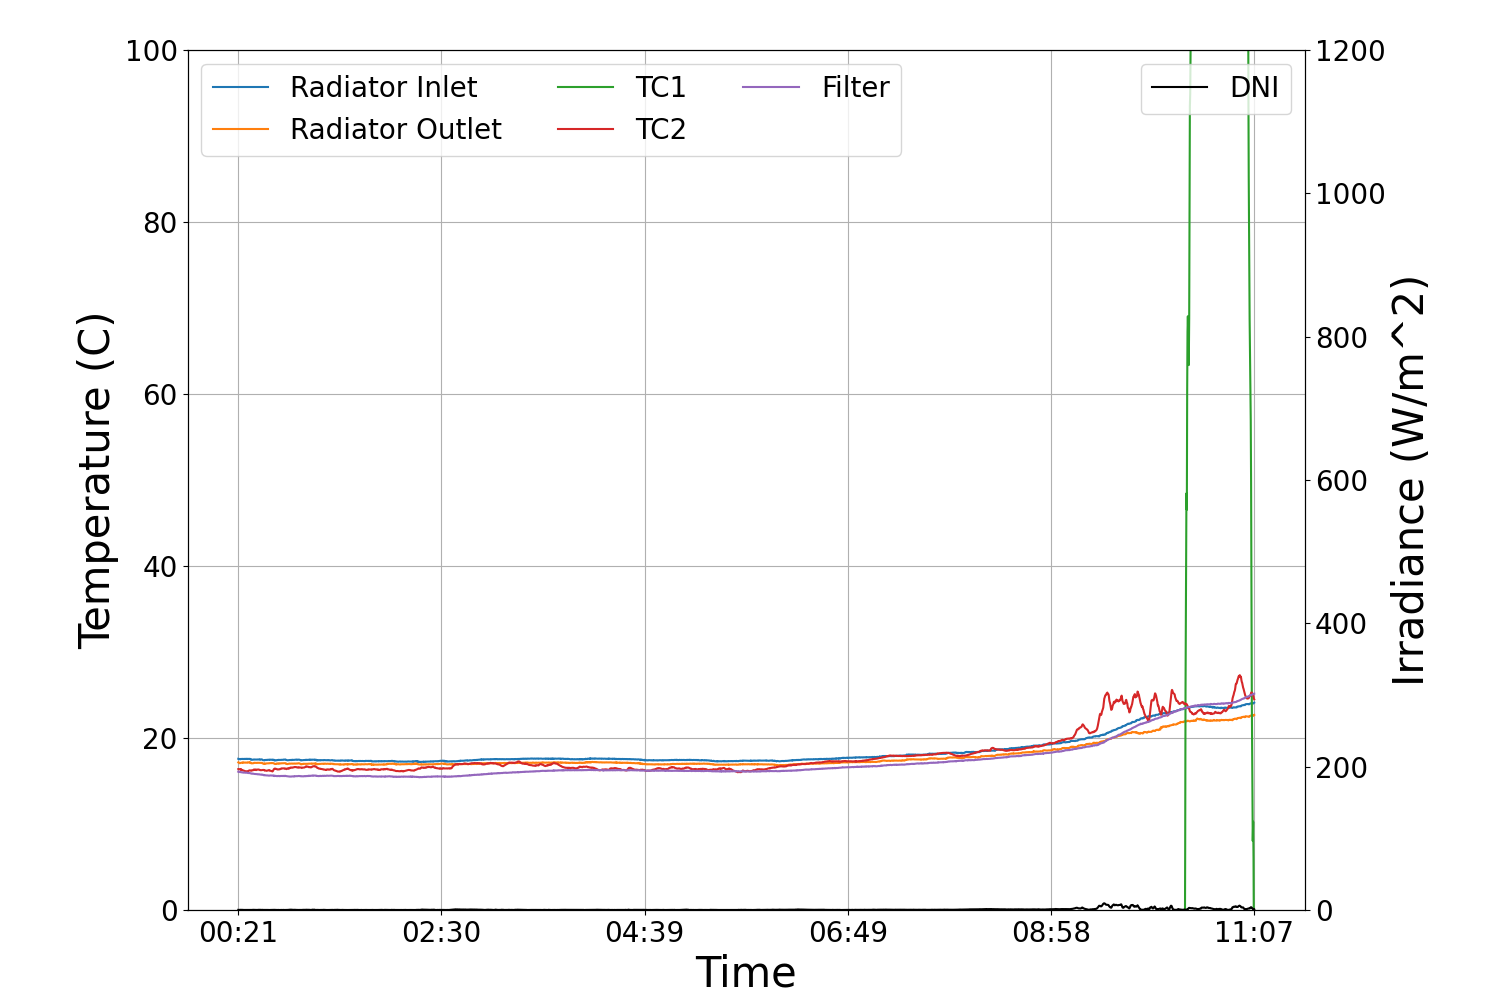 100
80
60
40
20
0
Temperature (C)
Radiator Inlet
Radiator Outlet
TC1
TC2
Filter
DNI
1200
1000
800
600
400
200
0
Irradiance (W/m^2)
00:21 02:30 04:39 06:49 08:58 11:07
Time